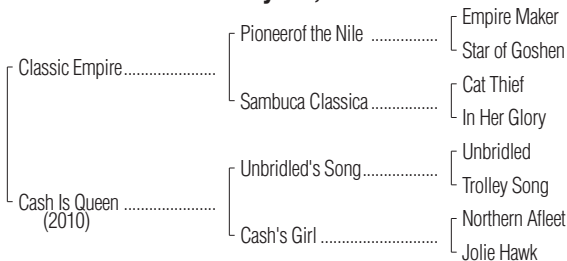 Empire Maker
Pioneerof the Nile ................
Star of Goshen
Classic Empire......................
Cat Thief
Sambuca Classica ................
In Her Glory
Unbridled
Unbridled's Song..................
Trolley Song
Cash Is Queen ......................
(2010)
Northern Afleet
Cash's Girl ............................
Jolie Hawk